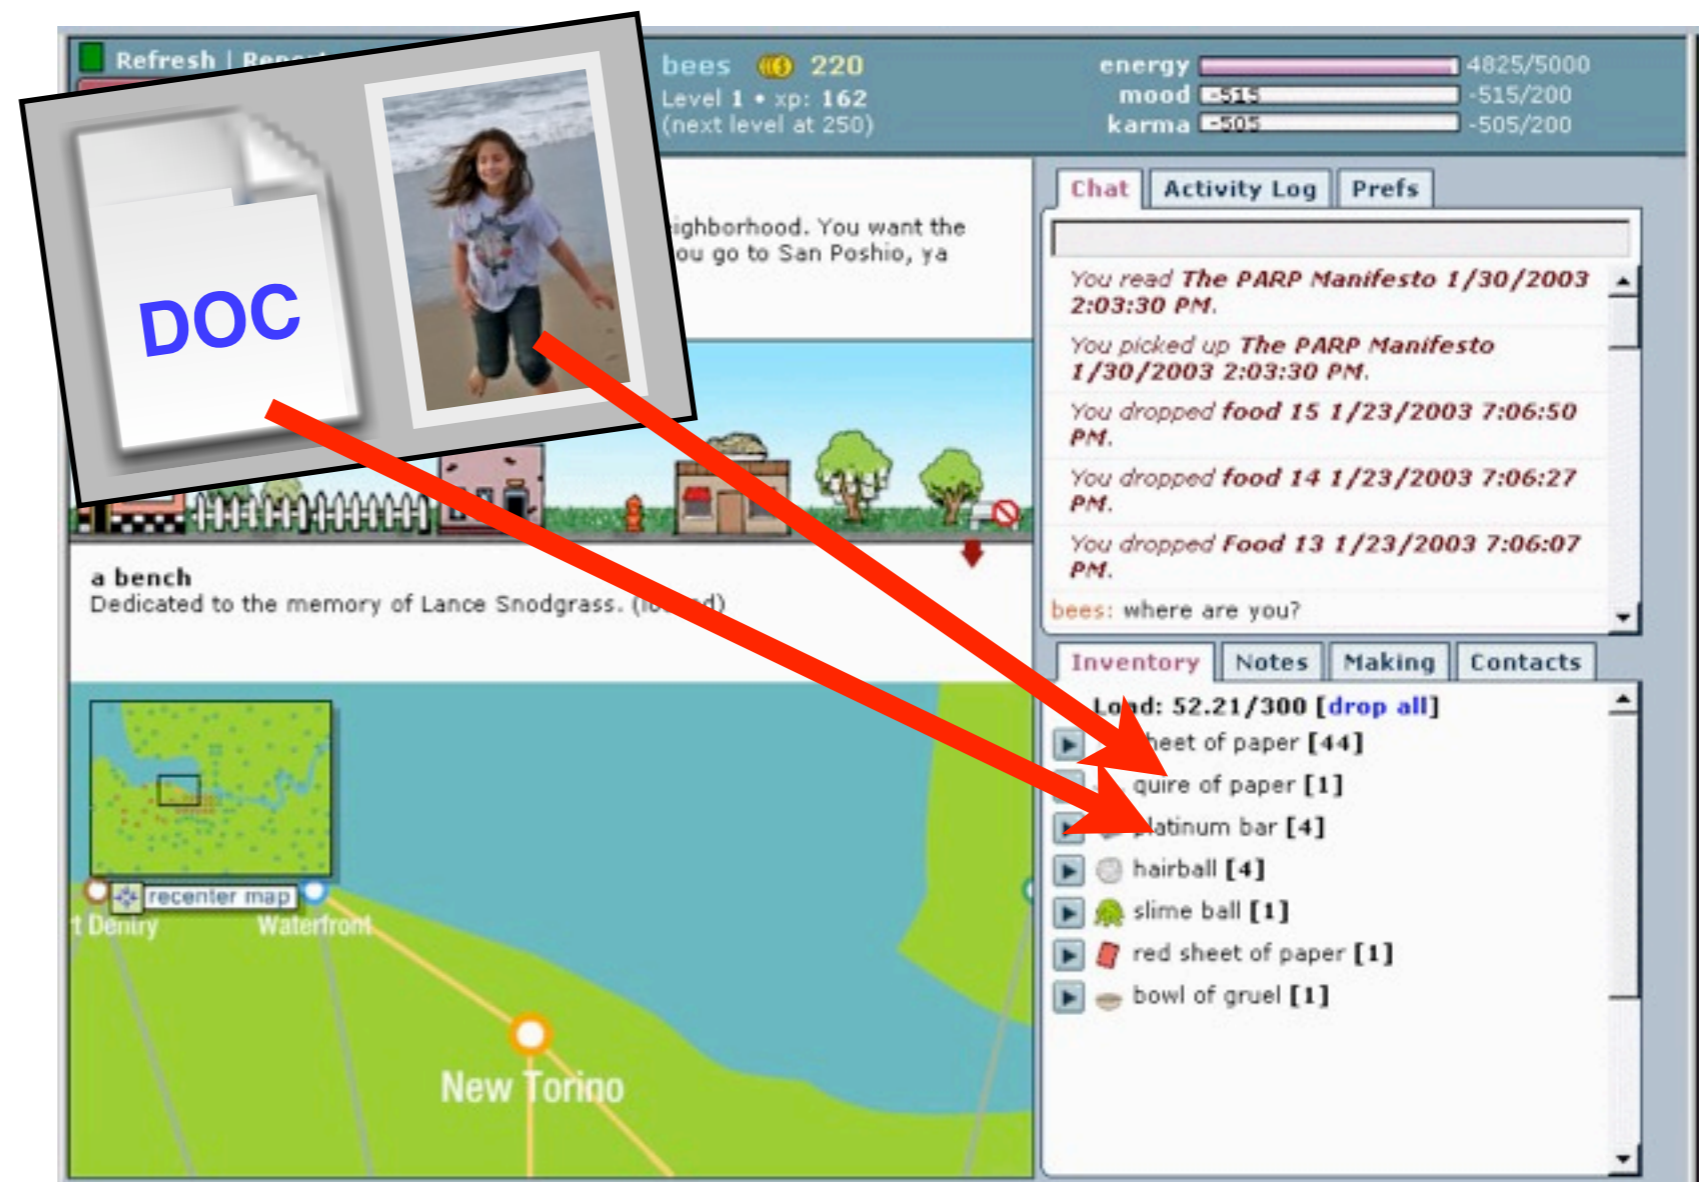 Refresh |
bees 220
Level 1 • xp: 162
(next level at 250)
energy 4825/5000
mood -515 -515/200
karma -505 -505/200
DOC
ighborhood. You want the
ou go to San Poshio, ya
a bench
Dedicated to the memory of Lance Snodgrass.
recenter map
Waterfront
New Torino
Chat Activity Log Prefs
You read The PARP Manifesto 1/30/2003
2:03:30 PM.
You picked up The PARP Manifesto
1/30/2003 2:03:30 PM.
You dropped food 15 1/23/2003 7:06:50
PM.
You dropped food 14 1/23/2003 7:06:27
PM.
You dropped Food 13 1/23/2003 7:06:07
PM.
bees: where are you?
Inventory Notes Making Contacts
Load: 52.21/300 [drop all]
sheet of paper [44]
quire of paper [1]
platinum bar [4]
hairball [4]
slime ball [1]
red sheet of paper [1]
bowl of gruel [1]